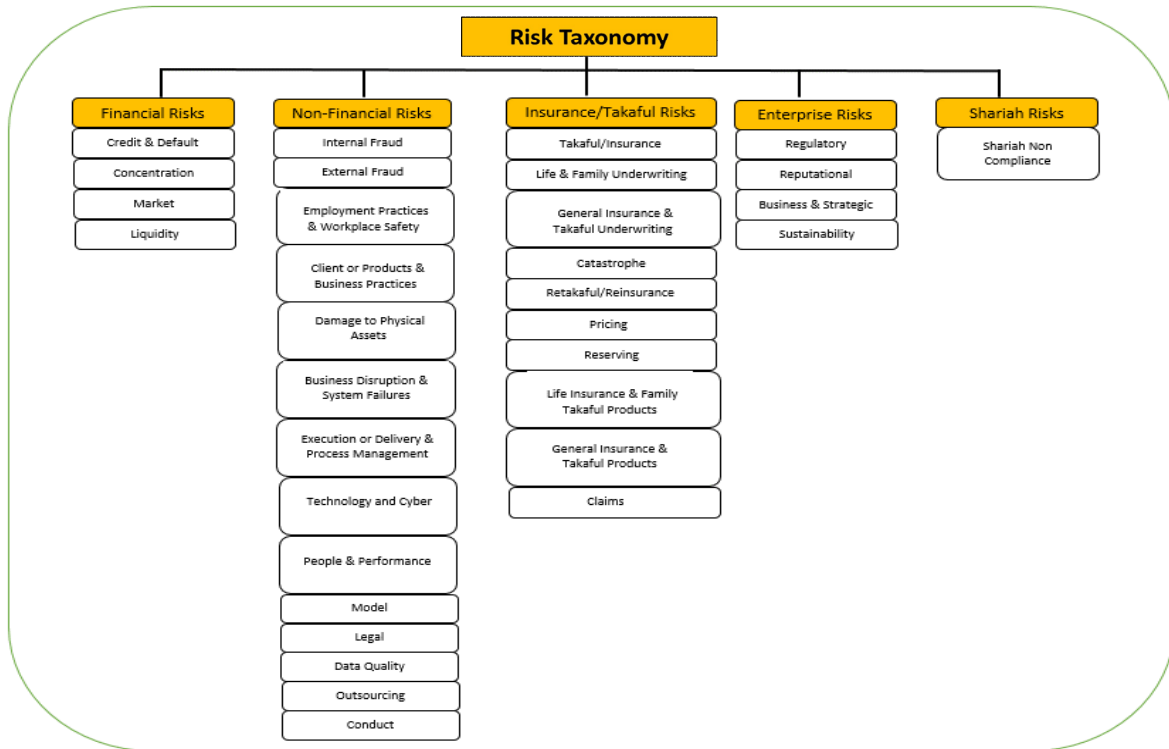 Risk Taxonomy
Financial Risks
Credit & Default
Concentration
Market
Liquidity
Non-Financial Risks
Internal Fraud
External Fraud
Employment Practices
& Workplace Safety
Client or Products &
Business Practices
Damage to Physical
Assets
Business Disruption &
System Failures
Execution or Delivery &
Process Management
Technology and Cyber
People & Performance
Model
Legal
Data Quality
Outsourcing
Conduct
Insurance/Takaful Risks
Takaful/Insurance
Life & Family Underwriting
General Insurance &
Takaful Underwriting
Catastrophe
Retakaful/Reinsurance
Pricing
Reserving
Life Insurance & Family
Takaful Products
General Insurance &
Takaful Products
Claims
Enterprise Risks
Regulatory
Reputational
Business & Strategic
Sustainability
Shariah Risks
Shariah Non
Compliance